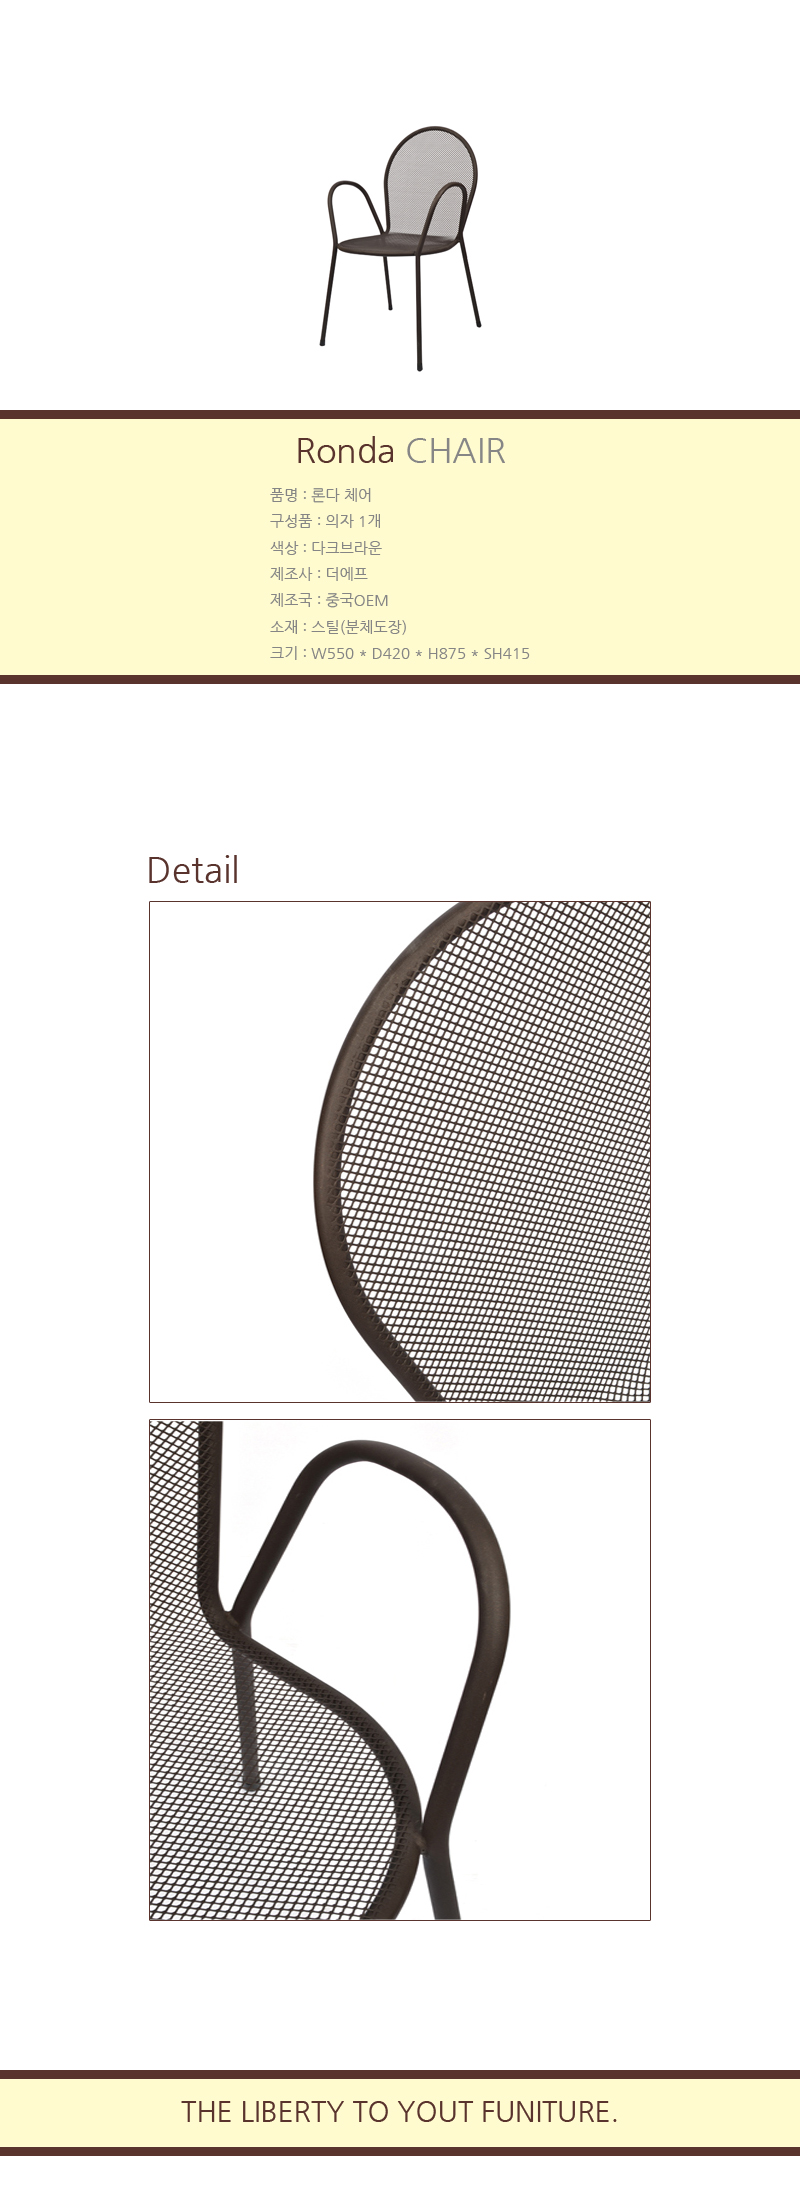 Ronda CHAIR
품명 : 론다 체어
구성품 : 의자 1개
색상 : 다크브라운
제조사 : 더에프
제조국 : 중국OEM
소재 : 스틸(분체도장)
크기 : W550 * D420 * H875 * SH415
Detail
THE LIBERTY TO YOUT FUNITURE.